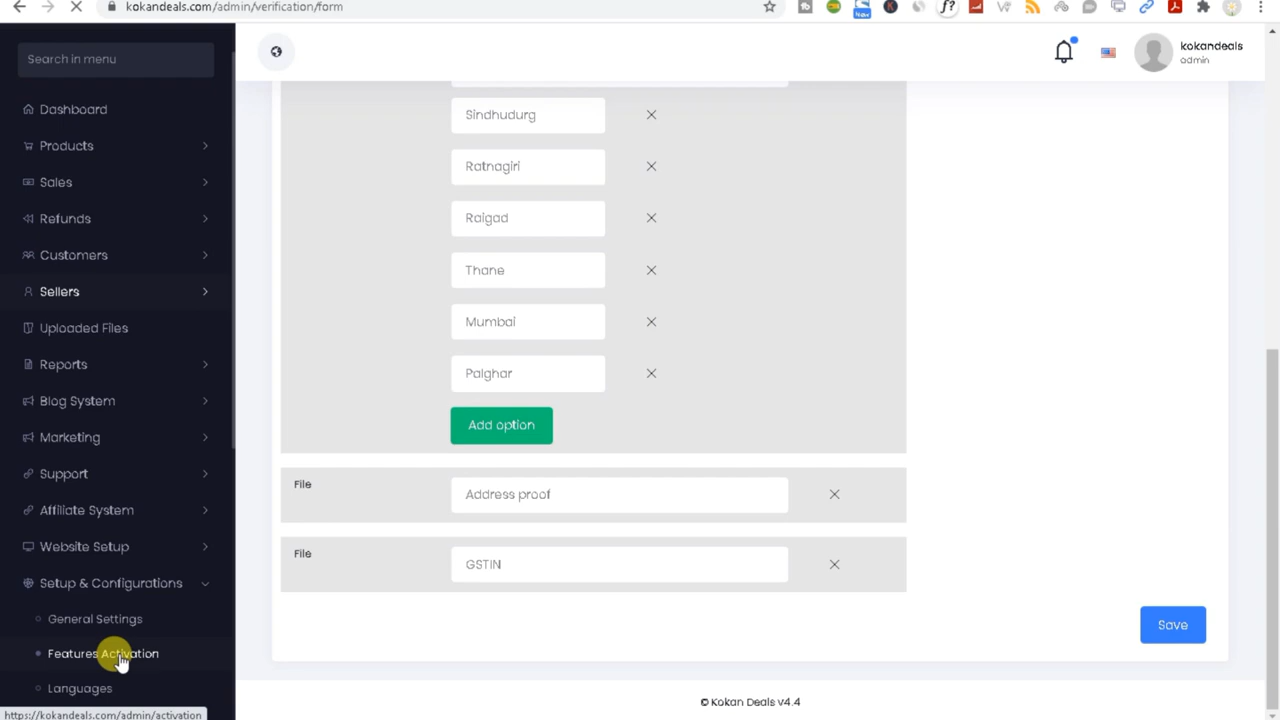 kokandeals.com/admin/verification/form
New
f?
Search in menu
kokandeals
admin
Dashboard
Products
Sales
Refunds
Customers
Sellers
Uploaded Files
Reports
Blog System
Marketing
Support
Affiliate System
Website Setup
Setup & Configurations
General Settings
Features Activation
Languages
https://kokandeals.com/admin/activation
Sindhudurg
Ratnagiri
Raigad
Thane
Mumbai
Palghar
Add option
File
Address proof
File
GSTIN
Save
© Kokan Deals v4.4